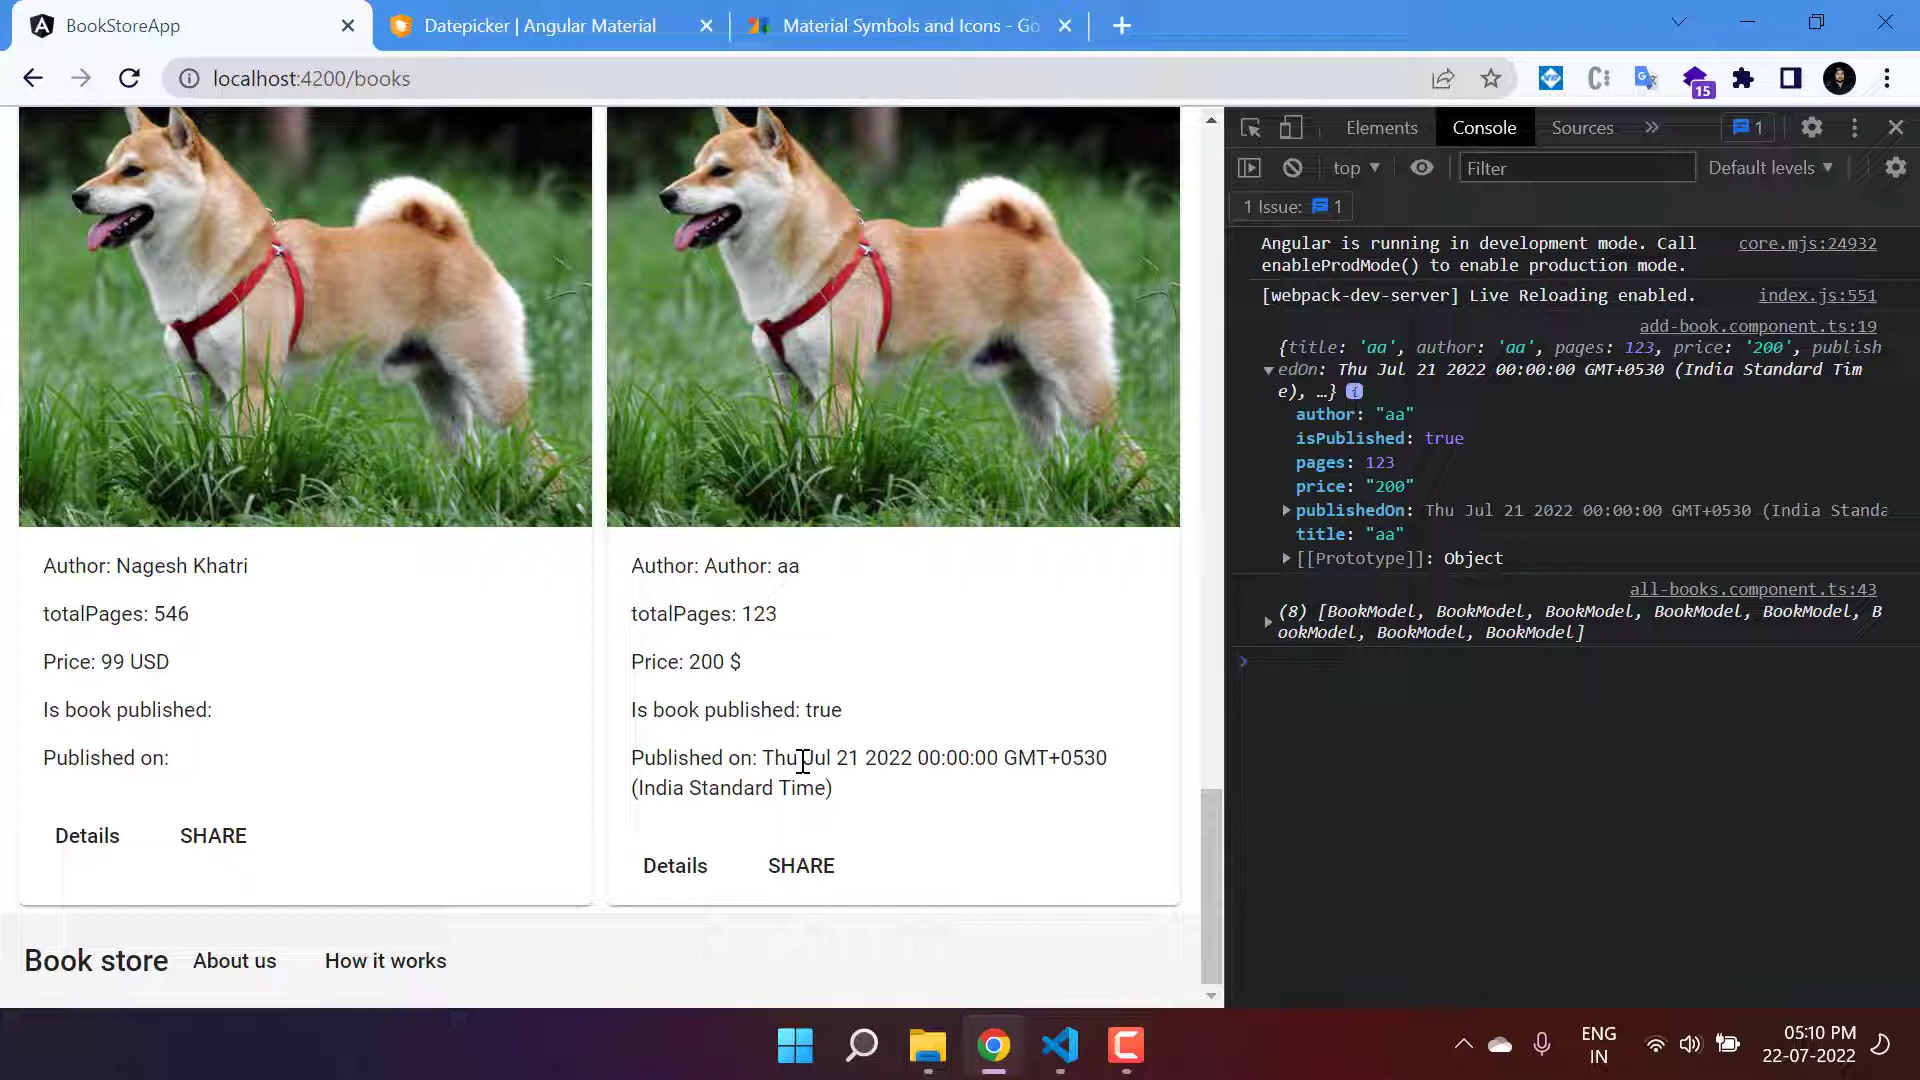 BookStoreApp
Datepicker | Angular Material
Material Symbols and Icons - Go
localhost:4200/books
15
Elements
Console
Sources
1
top
Filter
Default levels
1 Issue: 1
Angular is running in development mode. Call core.mjs:24932
enableProdMode() to enable production mode.
[webpack-dev-server] Live Reloading enabled. index.js:551
add-book.component.ts:19
{title: 'aa', author: 'aa', pages: 123, price: '200', publish
edOn: Thu Jul 21 2022 00:00:00 GMT+0530 (India Standard Tim
e), …} i
author: "aa"
isPublished: true
pages: 123
price: "200"
publishedOn: Thu Jul 21 2022 00:00:00 GMT+0530 (India Standa
title: "aa"
[[Prototype]]: Object
all-books.component.ts:43
(8) [BookModel, BookModel, BookModel, BookModel, BookModel, B
ookModel, BookModel, BookModel]
Author: Nagesh Khatri
totalPages: 546
Price: 99 USD
Is book published:
Published on:
Details SHARE
Author: Author: aa
totalPages: 123
Price: 200 $
Is book published: true
Published on: Thu Jul 21 2022 00:00:00 GMT+0530
(India Standard Time)
Details SHARE
Book store About us How it works
ENG
IN
05:10 PM
22-07-2022